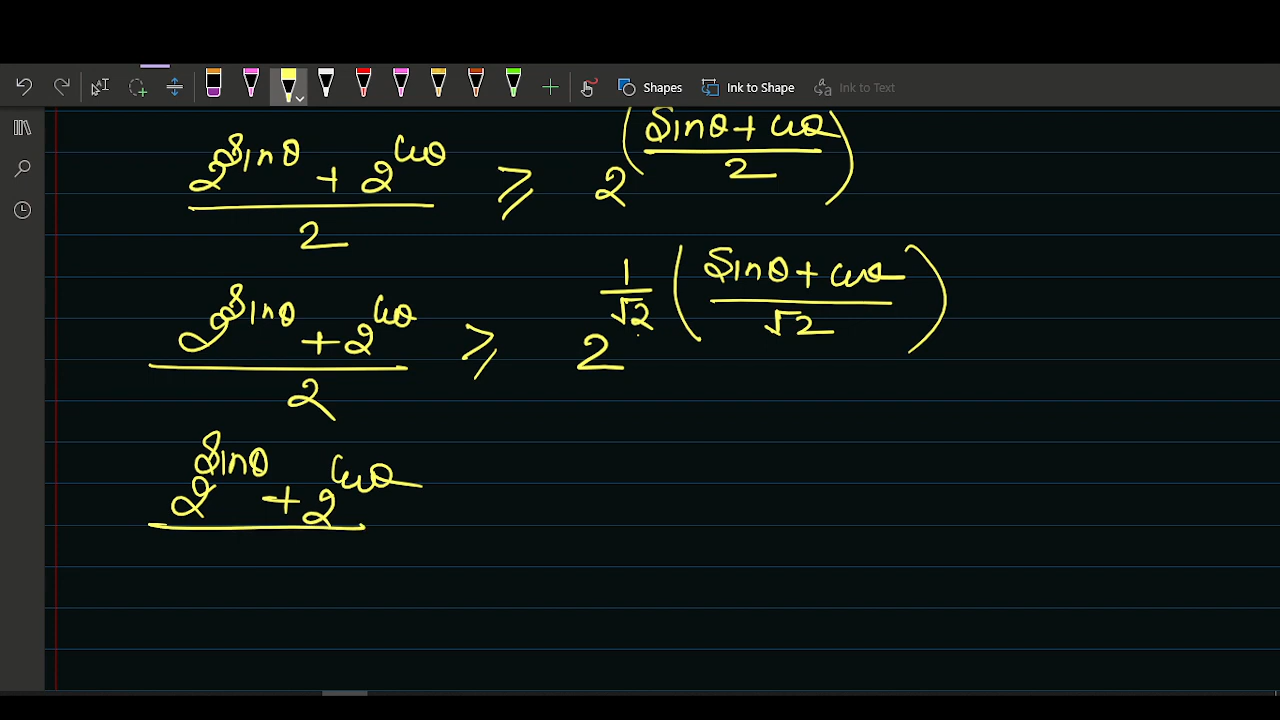 Shapes Ink to Shape Ink to Text
(2^sinθ + 2^cosθ)/2 ≥ 2^((sinθ + cosθ)/2)
(2^sinθ + 2^cosθ)/2 ≥ 2^(1/√2 ((sinθ + cosθ)/√2))
2^sinθ + 2^cosθ